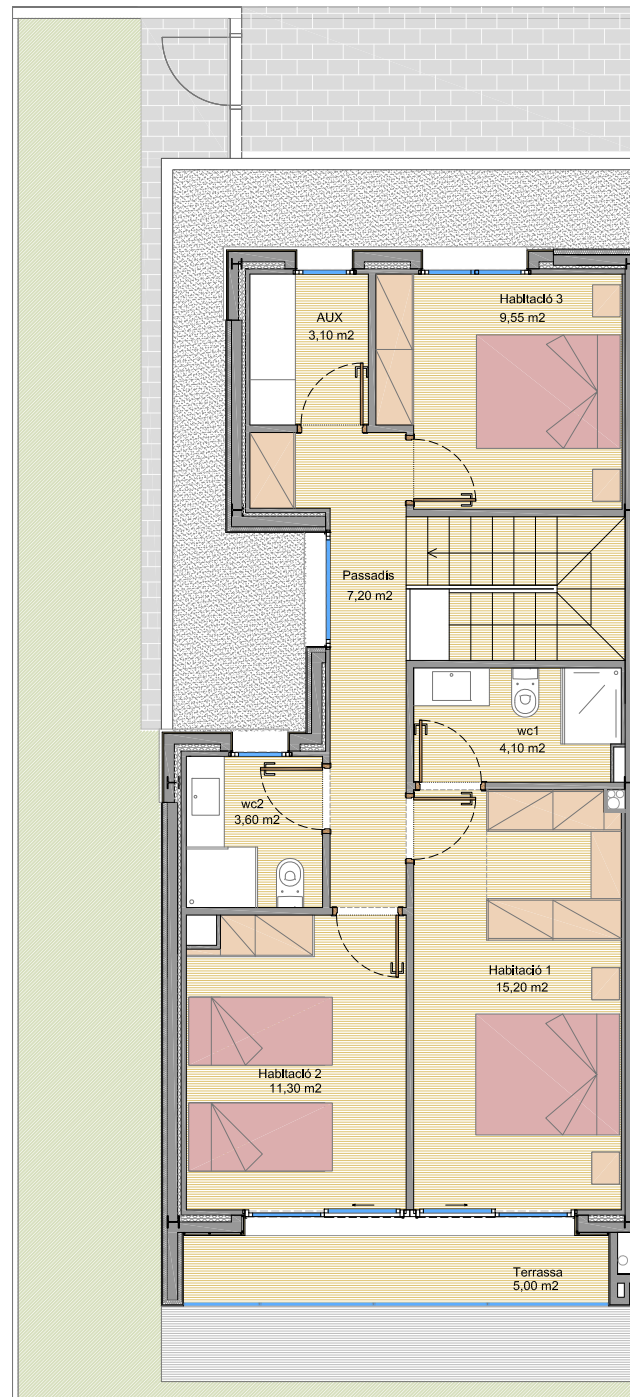 AUX
3,10 m2
Habitació 3
9,55 m2
Passadis
7,20 m2
wc1
4,10 m2
wc2
3,60 m2
Habitació 1
15,20 m2
Habitació 2
11,30 m2
Terrassa
5,00 m2